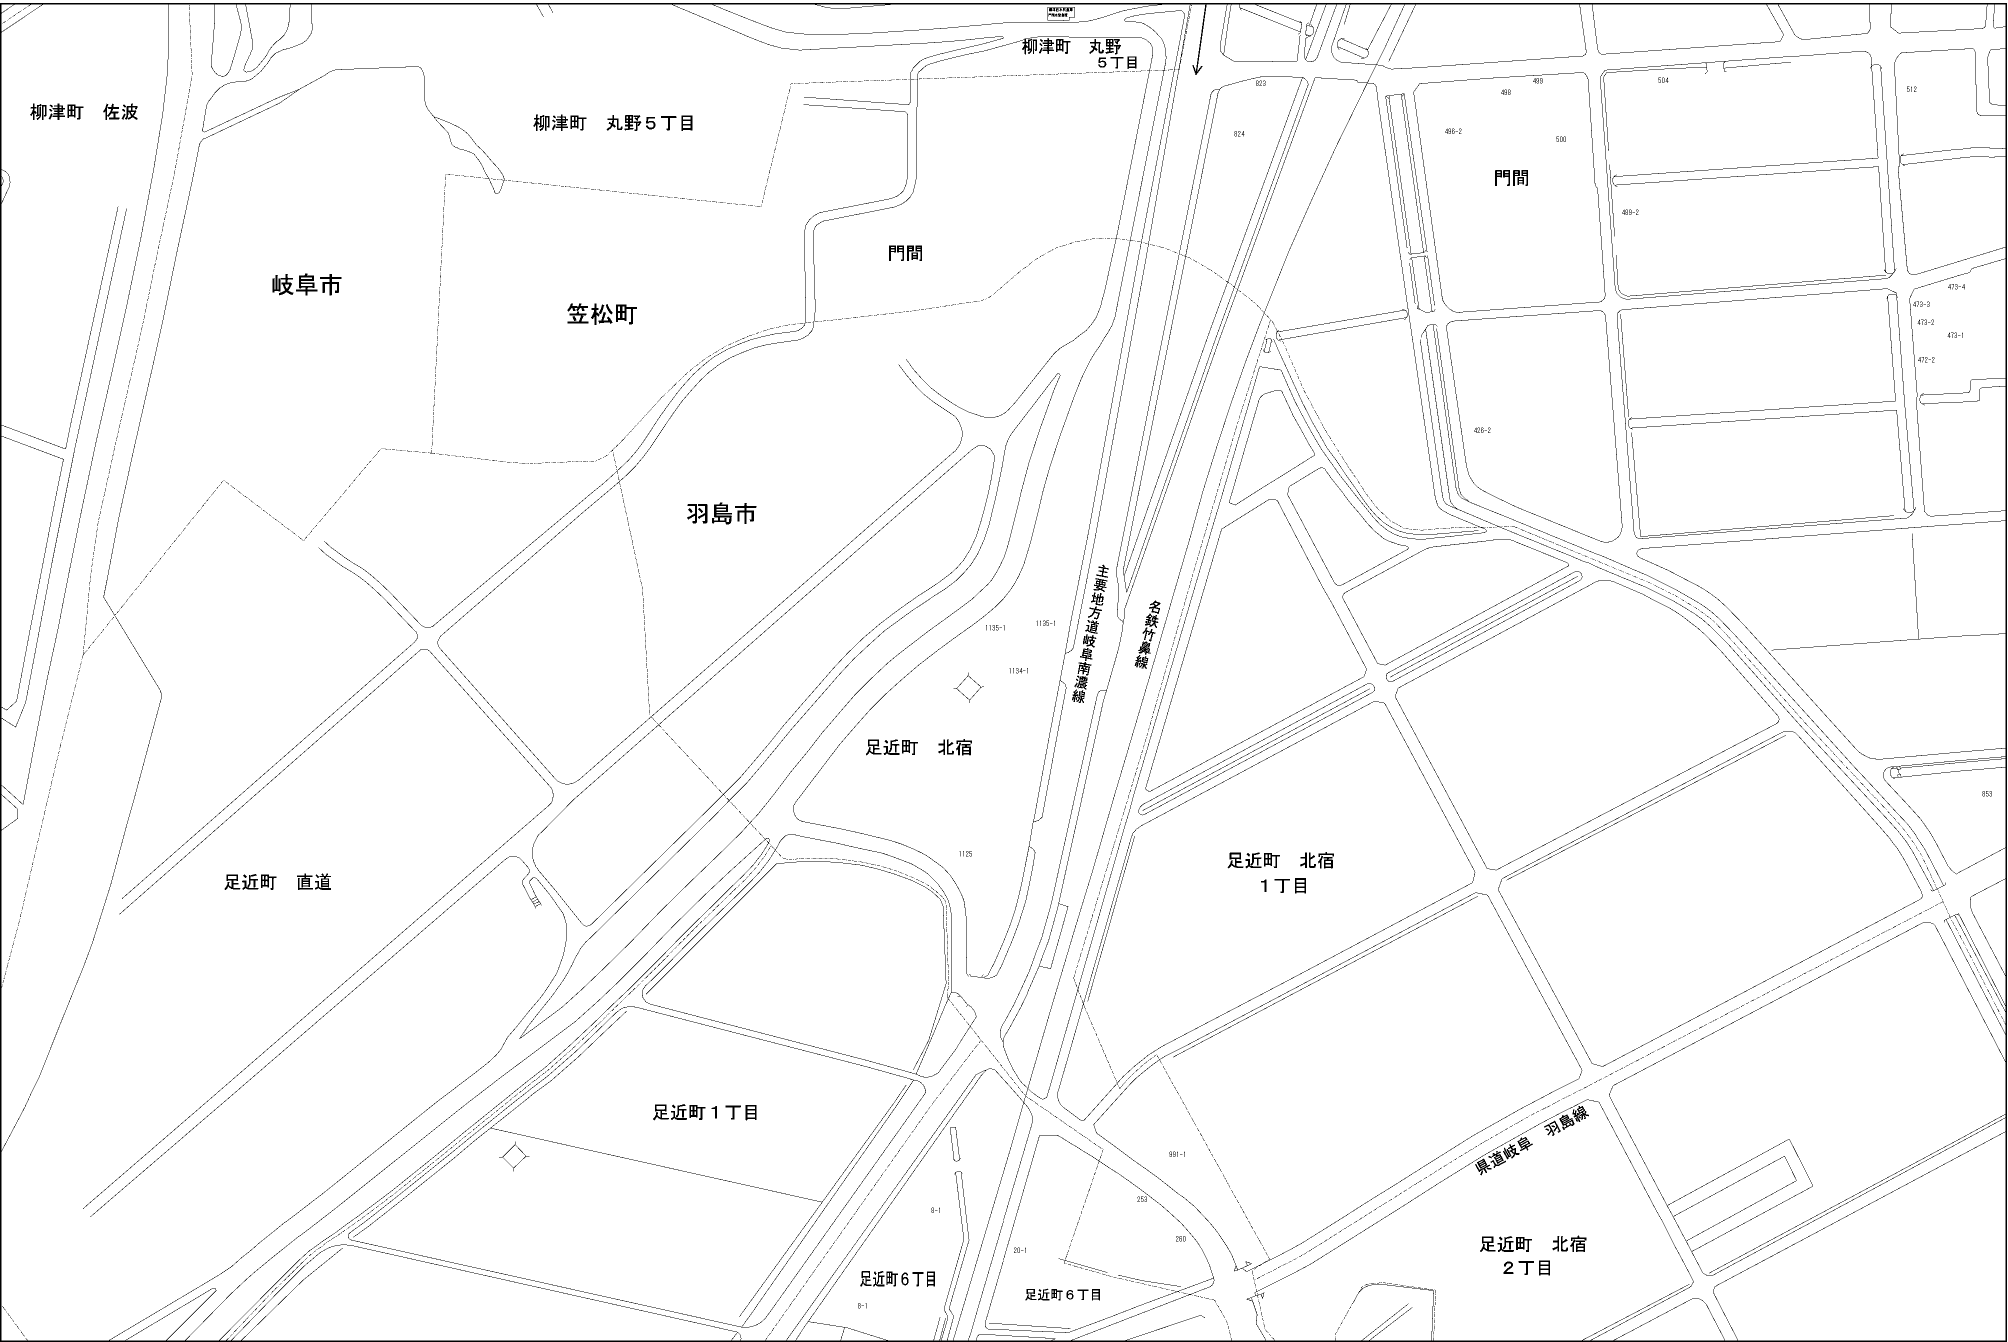 柳津町　丸野
５丁目
823
499
498
504
512
柳津町　佐波
柳津町　丸野５丁目
824
496-2
500
門間
499-2
門間
岐阜市
笠松町
473-4
473-3
473-2
473-1
472-2
426-2
羽島市
主要地方道岐阜南濃線
名鉄竹鼻線
1135-1
1135-1
1134-1
足近町　北宿
853
1125
足近町　北宿
１丁目
足近町　直道
足近町１丁目
県道岐阜　羽島線
991-1
253
8-1
260
20-1
足近町　北宿
２丁目
足近町６丁目
足近町６丁目
8-1